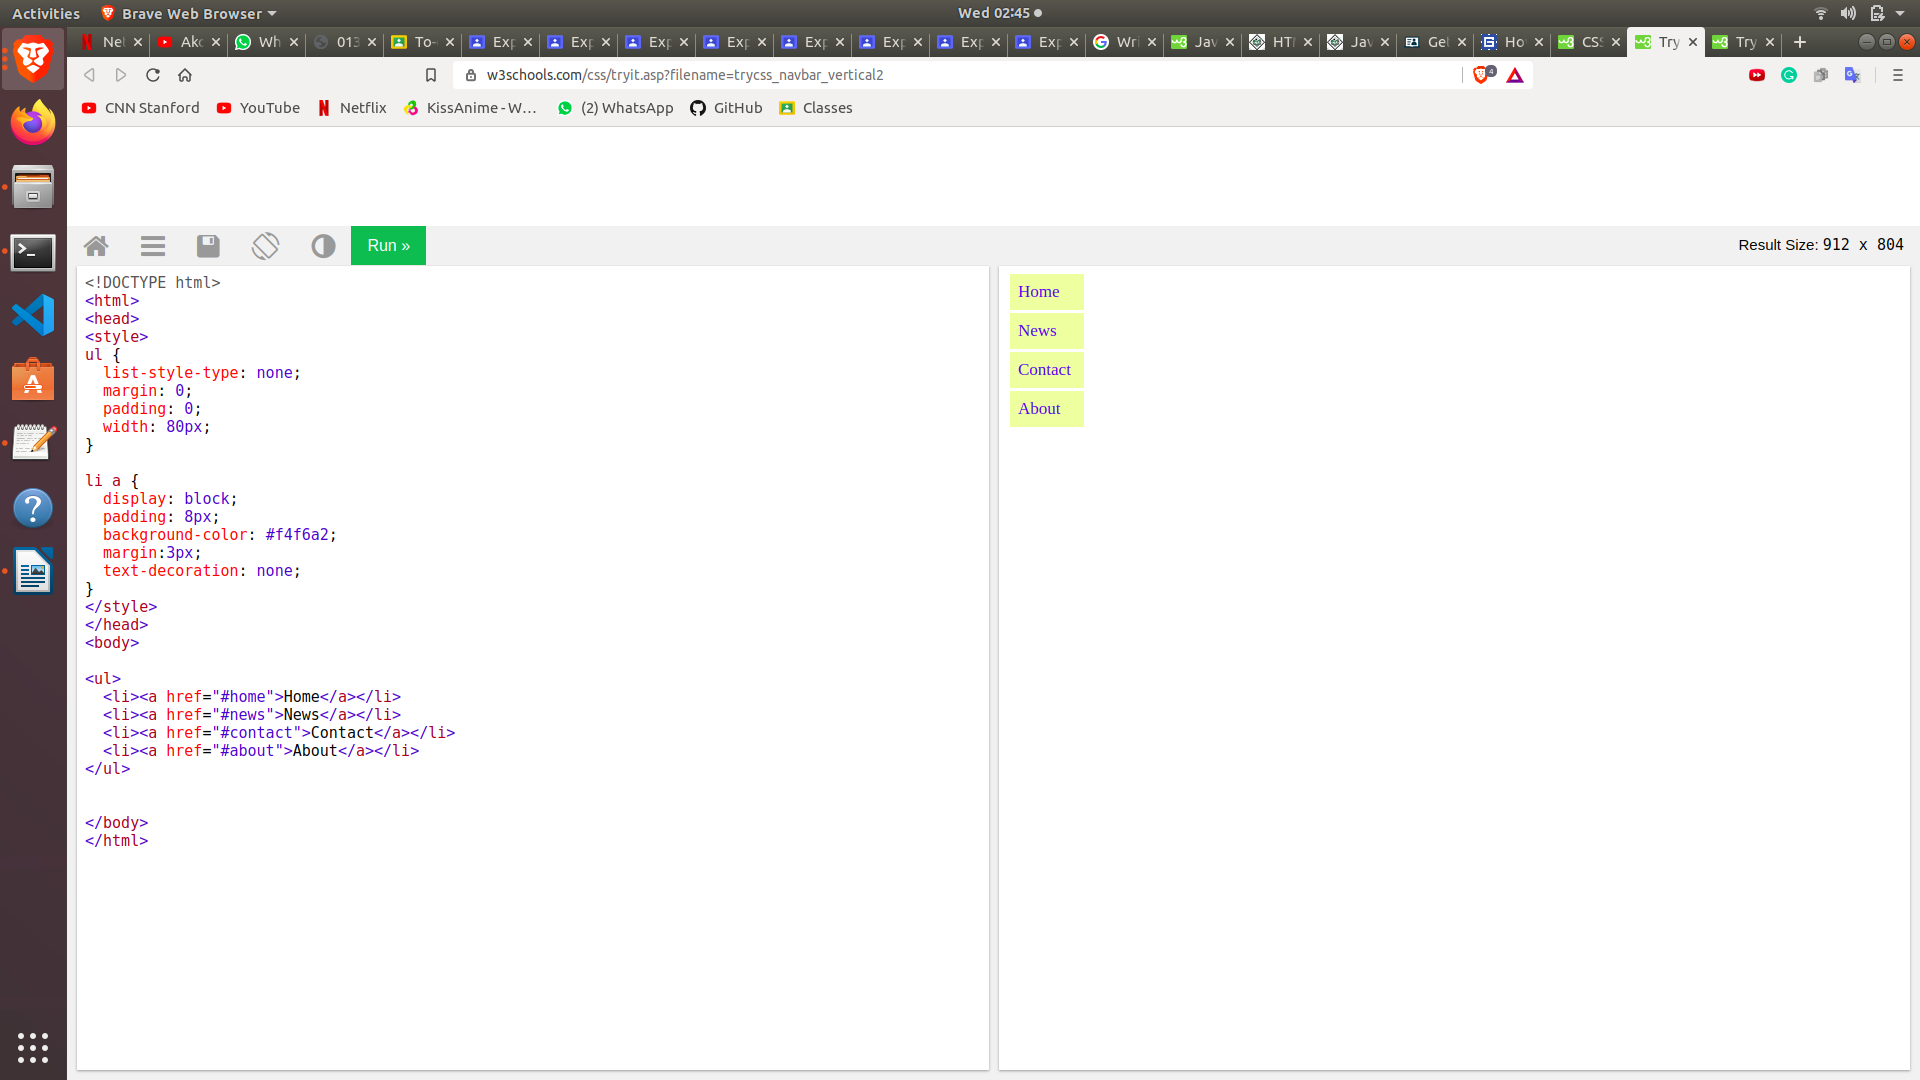 Activities Brave Web Browser Wed 02:45
Net Akc Wh 013 To- Exp Exp Exp Exp Exp Exp Exp Exp Wri Jav HTM Jav Get Ho CSS Try Try
w3schools.com/css/tryit.asp?filename=trycss_navbar_vertical2 4
CNN Stanford YouTube Netflix KissAnime - W... (2) WhatsApp GitHub Classes
Run » Result Size: 912 x 804
<!DOCTYPE html>
<html>
<head>
<style>
ul {
  list-style-type: none;
  margin: 0;
  padding: 0;
  width: 80px;
}
li a {
  display: block;
  padding: 8px;
  background-color: #f4f6a2;
  margin:3px;
  text-decoration: none;
}
</style>
</head>
<body>
<ul>
  <li><a href="#home">Home</a></li>
  <li><a href="#news">News</a></li>
  <li><a href="#contact">Contact</a></li>
  <li><a href="#about">About</a></li>
</ul>
</body>
</html>
Home
News
Contact
About